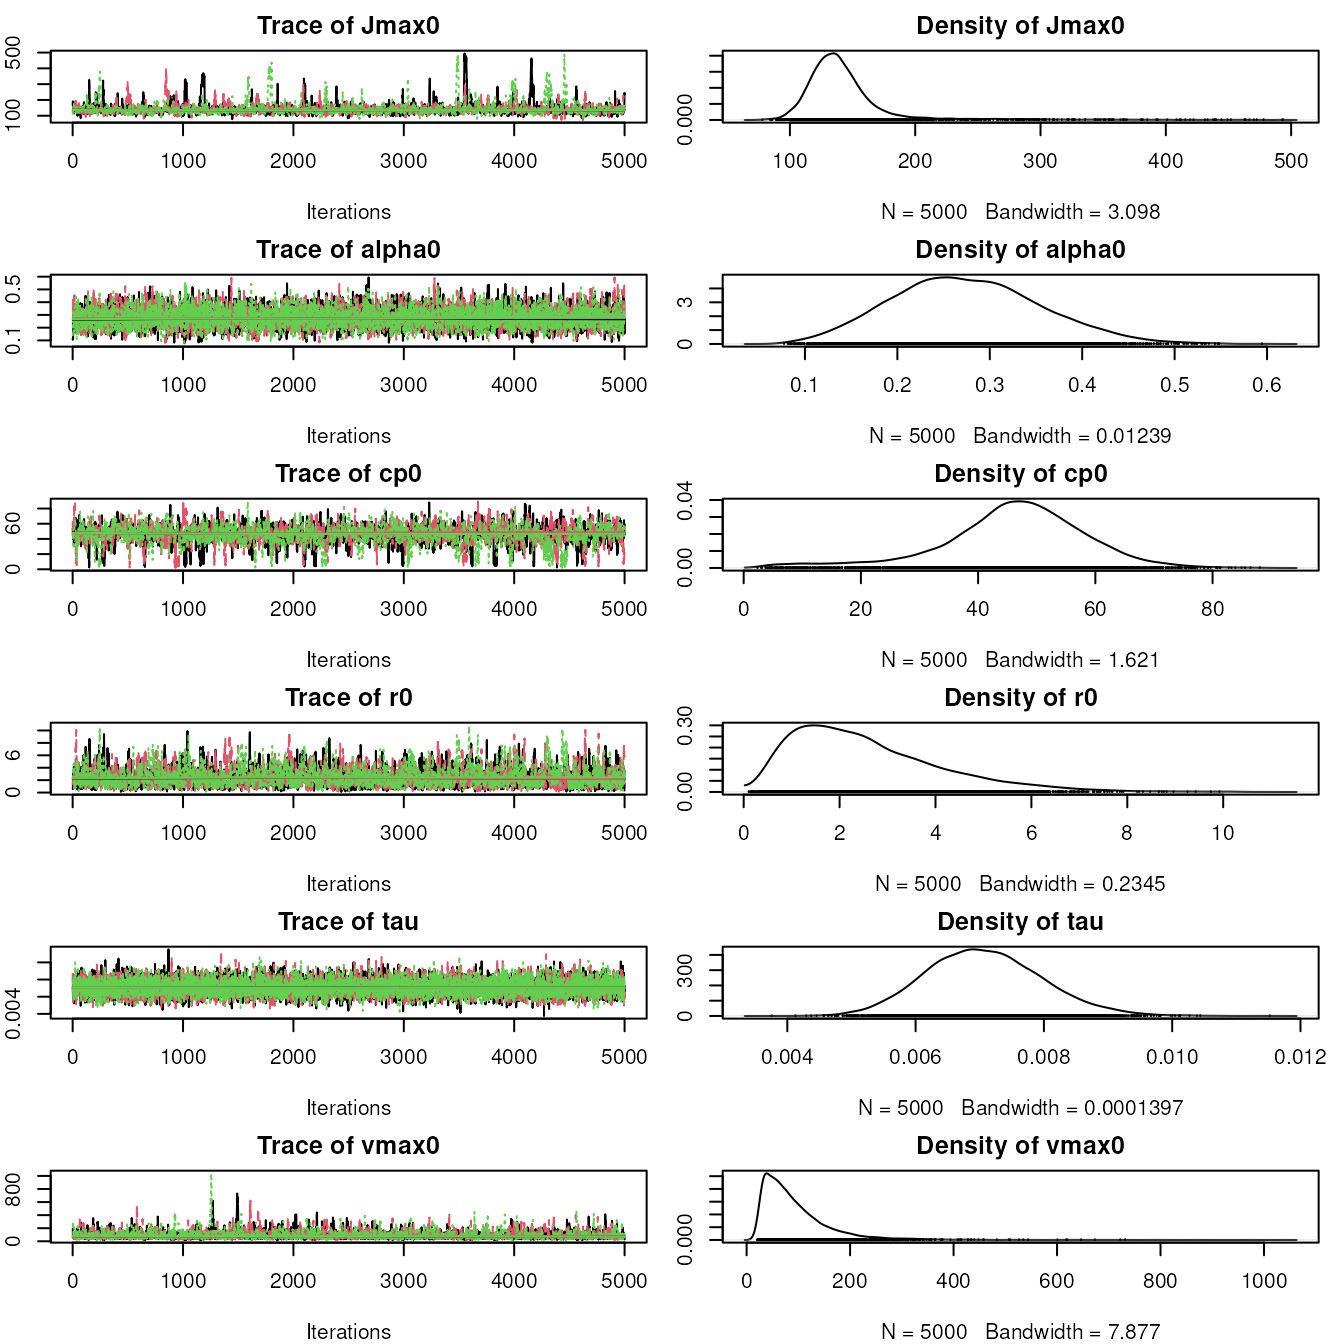 Trace of Jmax0
Density of Jmax0
500
100
0 1000 2000 3000 4000 5000
Iterations
0.000
100 200 300 400 500
N = 5000 Bandwidth = 3.098
Trace of alpha0
Density of alpha0
0.5
0.1
0 1000 2000 3000 4000 5000
Iterations
3
0
0.1 0.2 0.3 0.4 0.5 0.6
N = 5000 Bandwidth = 0.01239
Trace of cp0
Density of cp0
60
0
0 1000 2000 3000 4000 5000
Iterations
0.04
0.00
0 20 40 60 80
N = 5000 Bandwidth = 1.621
Trace of r0
Density of r0
6
0
0 1000 2000 3000 4000 5000
Iterations
0.30
0.00
0 2 4 6 8 10
N = 5000 Bandwidth = 0.2345
Trace of tau
Density of tau
0.004
0 1000 2000 3000 4000 5000
Iterations
300
0
0.004 0.006 0.008 0.010 0.012
N = 5000 Bandwidth = 0.0001397
Trace of vmax0
Density of vmax0
800
0
0 1000 2000 3000 4000 5000
Iterations
0.000
0 200 400 600 800 1000
N = 5000 Bandwidth = 7.877